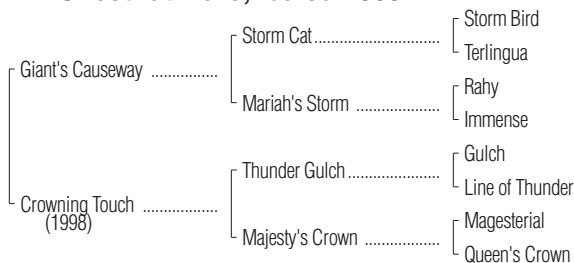 Storm Bird
Storm Cat
Terlingua
Giant's Causeway
Rahy
Mariah's Storm
Immense
Gulch
Thunder Gulch
Line of Thunder
Crowning Touch
(1998)
Magesterial
Majesty's Crown
Queen's Crown